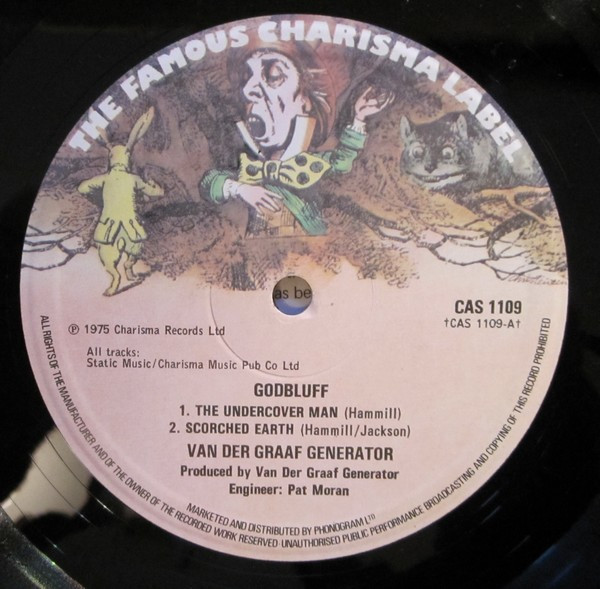 THE FAMOUS CHARISMA LABEL
as be
CAS 1109
†CAS 1109-A†
℗ 1975 Charisma Records Ltd
All tracks:
Static Music/Charisma Music Pub Co Ltd
GODBLUFF
1. THE UNDERCOVER MAN (Hammill)
2. SCORCHED EARTH (Hammill/Jackson)
VAN DER GRAAF GENERATOR
Produced by Van Der Graaf Generator
Engineer: Pat Moran
ALL RIGHTS OF THE MANUFACTURER AND OF THE OWNER OF THE RECORDED WORK RESERVED UNAUTHORISED PUBLIC PERFORMANCE BROADCASTING AND COPYING OF THIS RECORD PROHIBITED
MARKETED AND DISTRIBUTED BY PHONOGRAM LTD